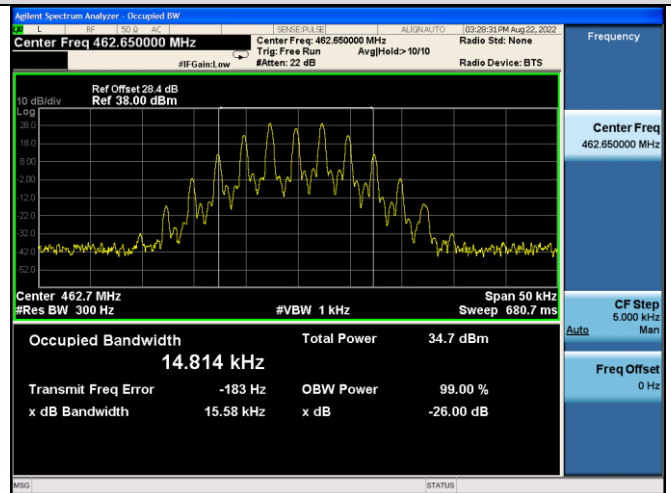 Agilent Spectrum Analyzer - Occupied BW
L RF 50 Ω AC SENSE:PULSE ALIGN AUTO 03:28:31 PM Aug 22, 2022
Center Freq 462.650000 MHz Center Freq: 462.650000 MHz Radio Std: None Frequency
Trig: Free Run Avg|Hold:> 10/10
#IFGain:Low #Atten: 22 dB Radio Device: BTS
Ref Offset 28.4 dB
10 dB/div Ref 38.00 dBm
Log
28.0
18.0
8.00
-2.00
-12.0
-22.0
-32.0
-42.0
-52.0
Center Freq
462.650000 MHz
Center 462.7 MHz Span 50 kHz
#Res BW 300 Hz #VBW 1 kHz Sweep 680.7 ms
CF Step
5.000 kHz
Auto Man
Occupied Bandwidth Total Power 34.7 dBm
14.814 kHz
Freq Offset
0 Hz
Transmit Freq Error -183 Hz OBW Power 99.00 %
x dB Bandwidth 15.58 kHz x dB -26.00 dB
MSG STATUS